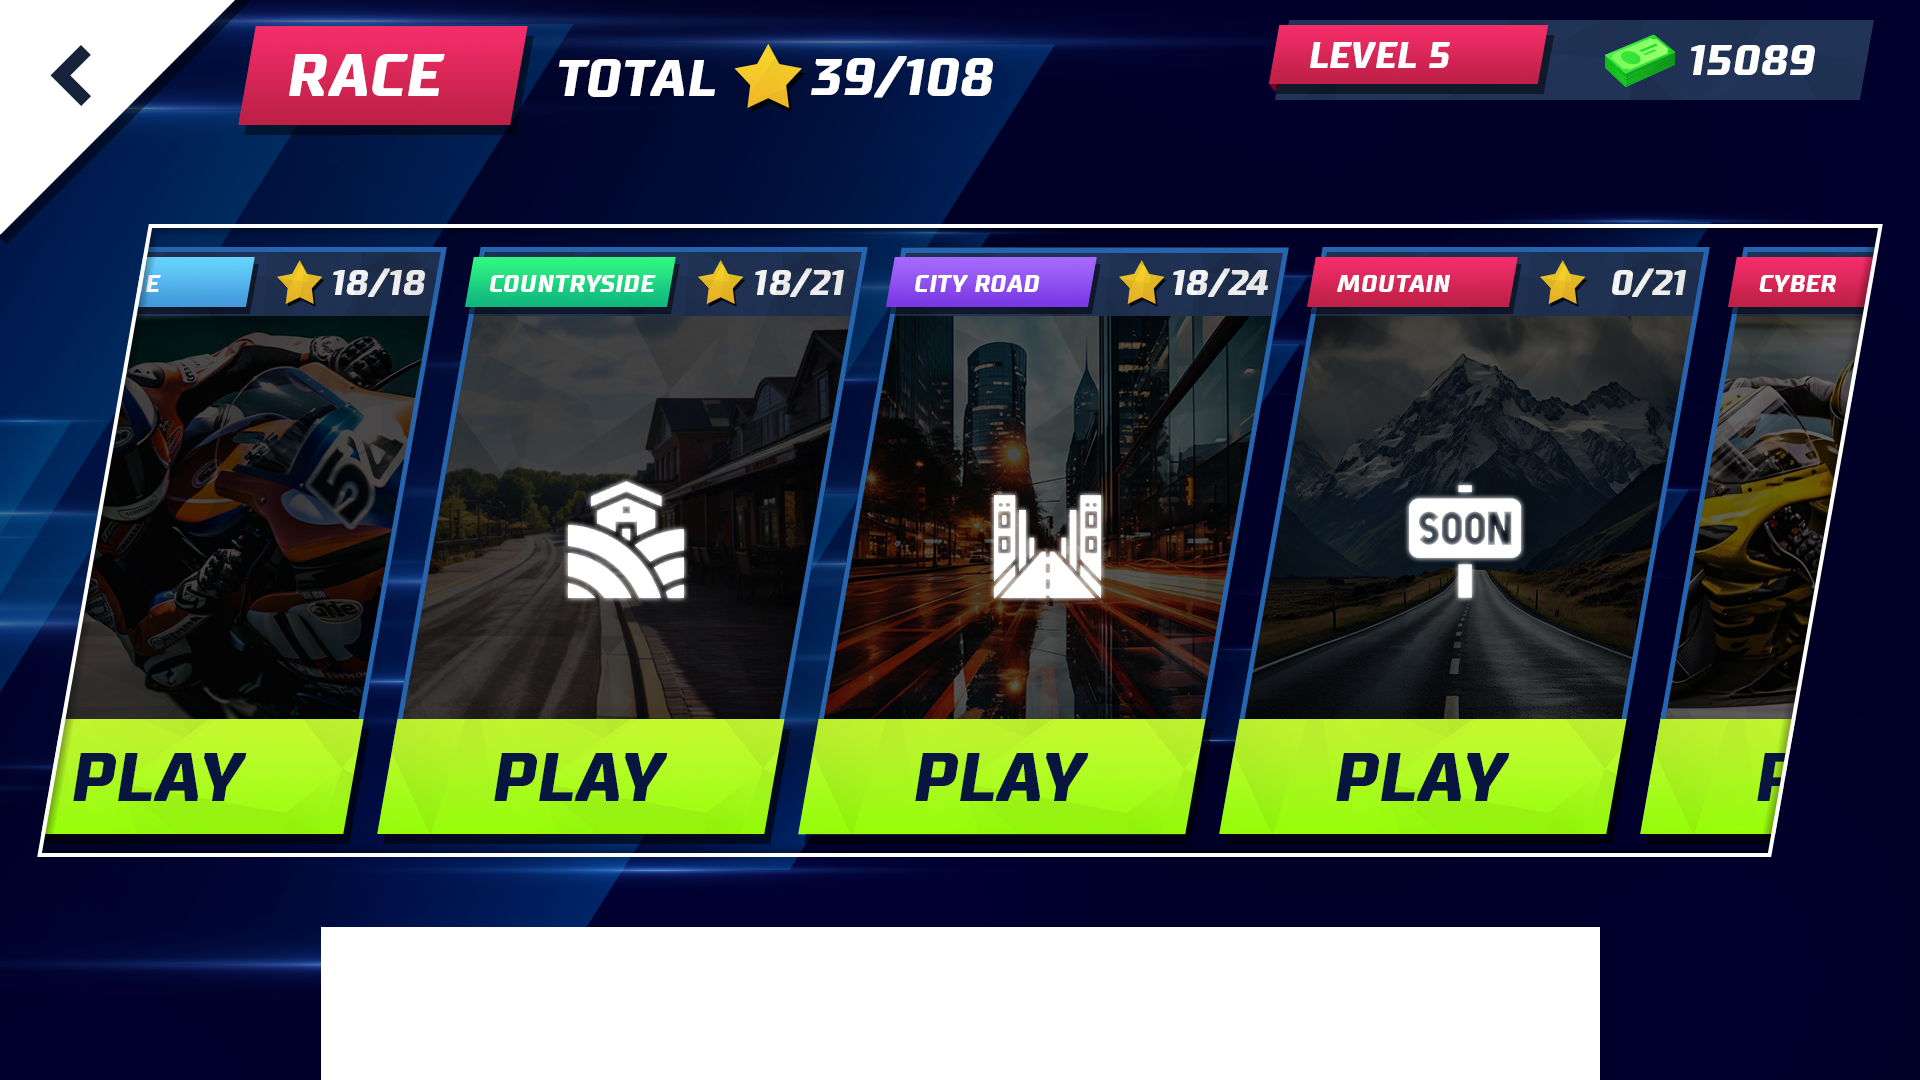 RACE
TOTAL 39/108
LEVEL 5
15089
E
18/18
COUNTRYSIDE
18/21
CITY ROAD
18/24
MOUTAIN
0/21
CYBER
54
SOON
PLAY
PLAY
PLAY
PLAY
P